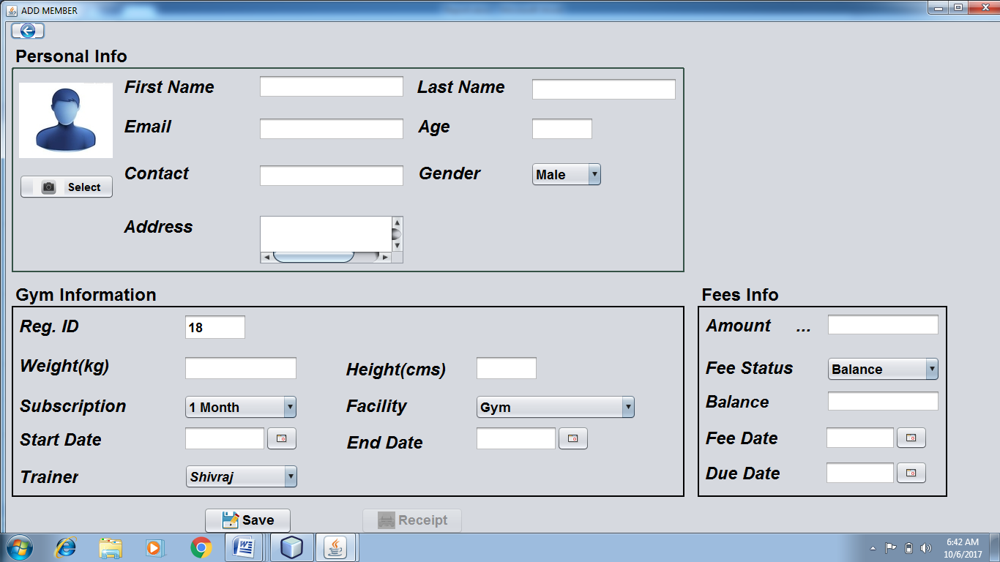 ADD MEMBER
Personal Info
First Name
Last Name
Email
Age
Contact
Gender
Male
Select
Address
Gym Information
Fees Info
Reg. ID
18
Amount ...
Weight(kg)
Height(cms)
Fee Status
Balance
Subscription
1 Month
Facility
Gym
Balance
Start Date
End Date
Fee Date
Trainer
Shivraj
Due Date
Save
Receipt
6:42 AM
10/6/2017